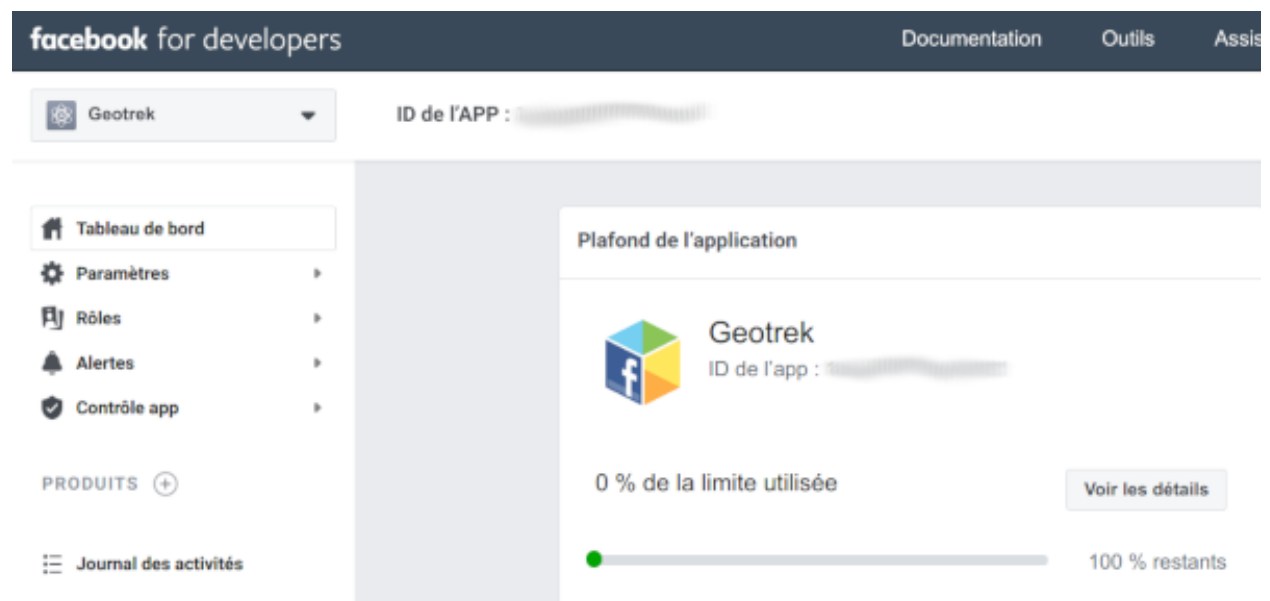 facebook for developers Documentation Outils
Geotrek ID de l'APP :
Tableau de bord
Paramètres
Rôles
Alertes
Contrôle app
PRODUITS
Journal des activités
Plafond de l'application
Geotrek
ID de l'app :
0 % de la limite utilisée Voir les détails
100 % restants